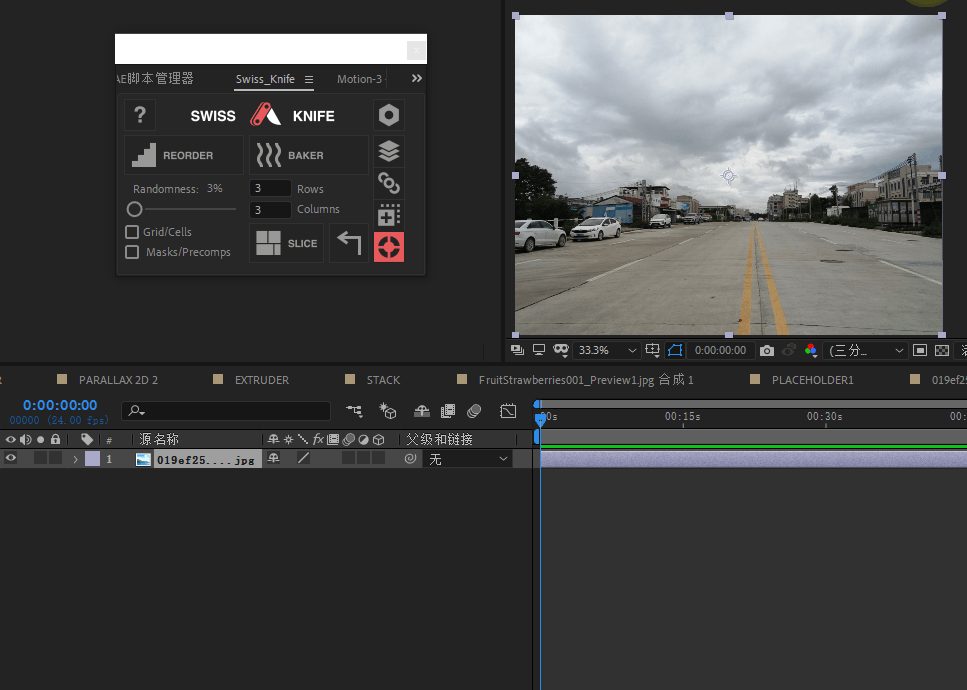 AE脚本管理器 Swiss_Knife ☰ Motion-3 »
? SWISS KNIFE
REORDER BAKER
Randomness: 3% 3 Rows
3 Columns
Grid/Cells
Masks/Precomps SLICE
33.3% 0:00:00:00 (三分...
PARALLAX 2D 2 EXTRUDER STACK FruitStrawberries001_Preview1.jpg 合成 1 PLACEHOLDER1 019ef25
0:00:00:00
00000 (24.00 fps)
00s 00:15s 00:30s 00:
# 源名称 fx 父级和链接
1 019ef25....jpg 无